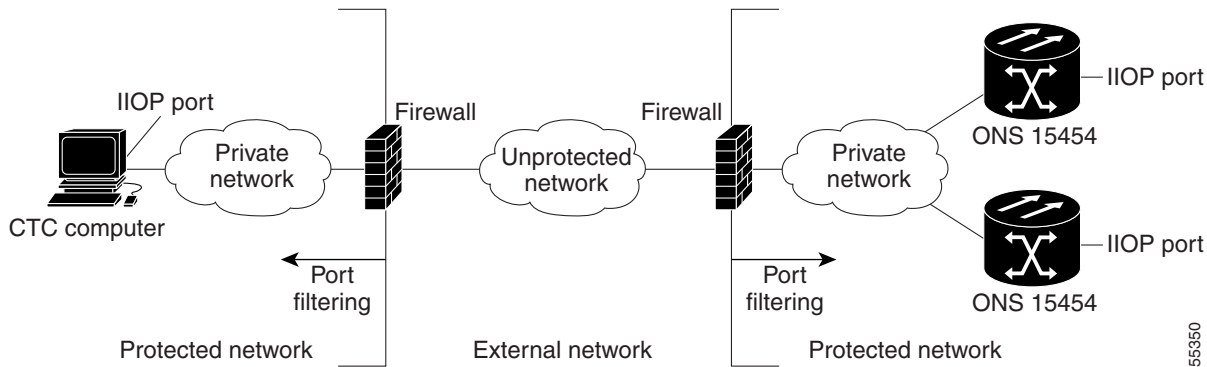 IIOP port
Private
network
CTC computer
Firewall
Unprotected
network
Firewall
Private
network
IIOP port
ONS 15454
IIOP port
ONS 15454
Port
filtering
Port
filtering
Protected network
External network
Protected network
55350